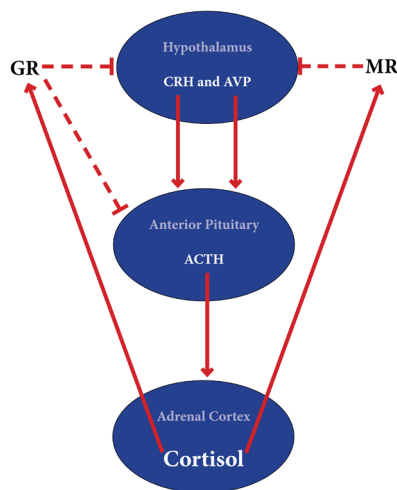 Hypothalamus
GR
MR
CRH and AVP
Anterior Pituitary
ACTH
Adrenal Cortex
Cortisol